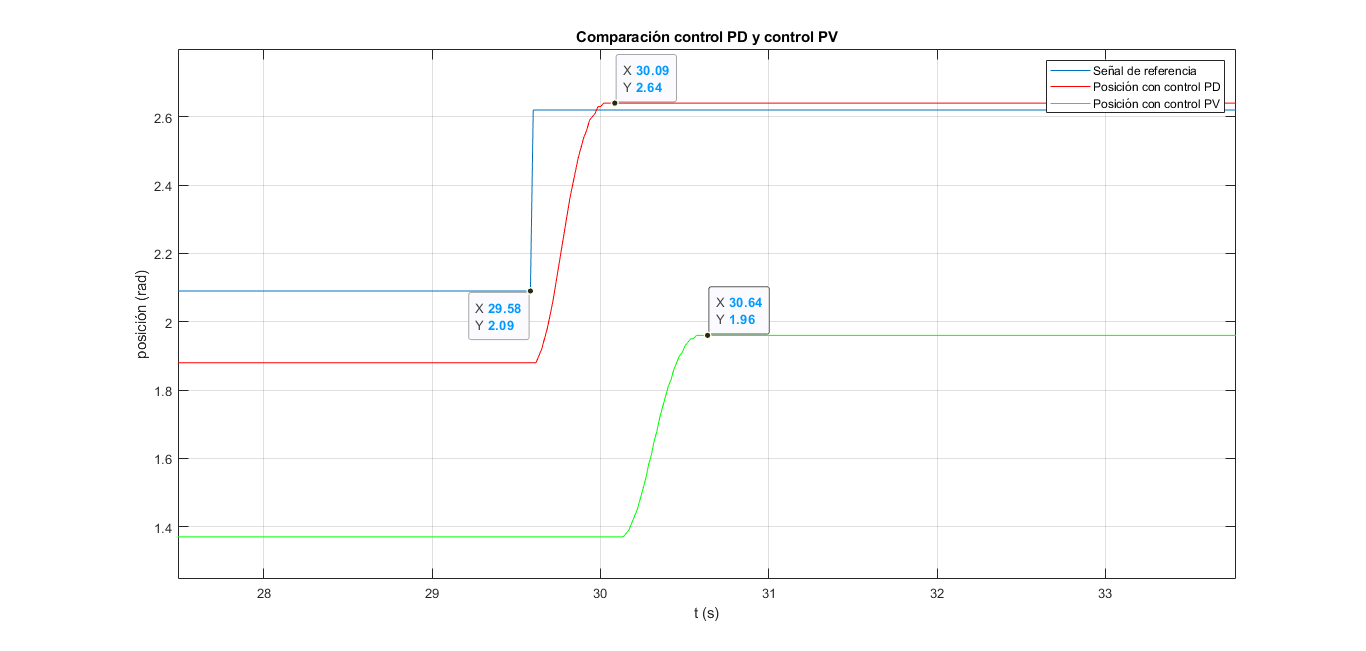 Comparación control PD y control PV
X 30.09
Y 2.64
Señal de referencia
Posición con control PD
Posición con control PV
2.6
2.4
2.2
2
1.8
1.6
1.4
posición (rad)
X 29.58
Y 2.09
X 30.64
Y 1.96
28
29
30
31
32
33
t (s)